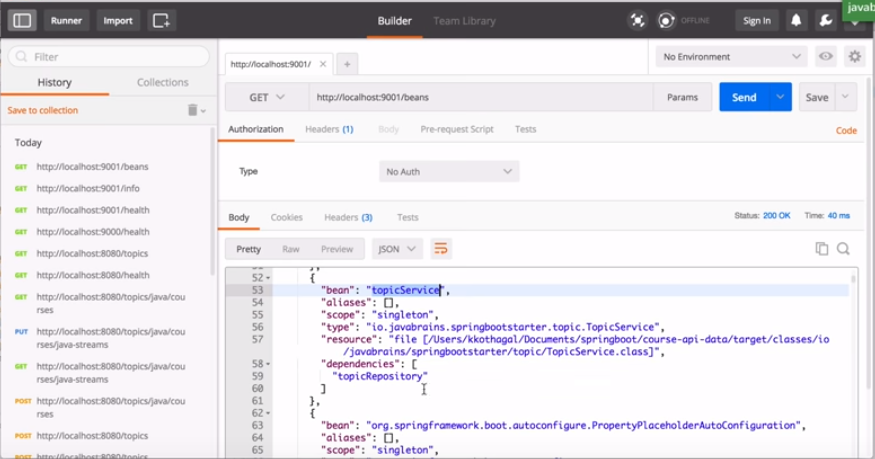 Runner
Import
Builder
Team Library
OFFLINE
Sign In
javab
Filter
History
Collections
Save to collection
Today
GET http://localhost:9001/beans
GET http://localhost:9001/info
GET http://localhost:9001/health
GET http://localhost:9000/health
GET http://localhost:8080/topics
GET http://localhost:8080/health
GET http://localhost:8080/topics/java/cou
rses
PUT http://localhost:8080/topics/java/cou
rses/java-streams
GET http://localhost:8080/topics/java/cou
rses/java-streams
POST http://localhost:8080/topics/java/cou
rses
POST http://localhost:8080/topics
POST http://localhost:8080/topics
http://localhost:9001/
No Environment
GET http://localhost:9001/beans Params Send Save
Authorization Headers (1) Body Pre-request Script Tests Code
Type No Auth
Body Cookies Headers (3) Tests Status: 200 OK Time: 40 ms
Pretty Raw Preview JSON
51 },
52 {
53 "bean": "topicService",
54 "aliases": [],
55 "scope": "singleton",
56 "type": "io.javabrains.springbootstarter.topic.TopicService",
57 "resource": "file [/Users/kkothagal/Documents/springboot/course-api-data/target/classes/io
/javabrains/springbootstarter/topic/TopicService.class]",
58 "dependencies": [
59 "topicRepository"
60 ]
61 },
62 {
63 "bean": "org.springframework.boot.autoconfigure.PropertyPlaceholderAutoConfiguration",
64 "aliases": [],
65 "scope": "singleton",